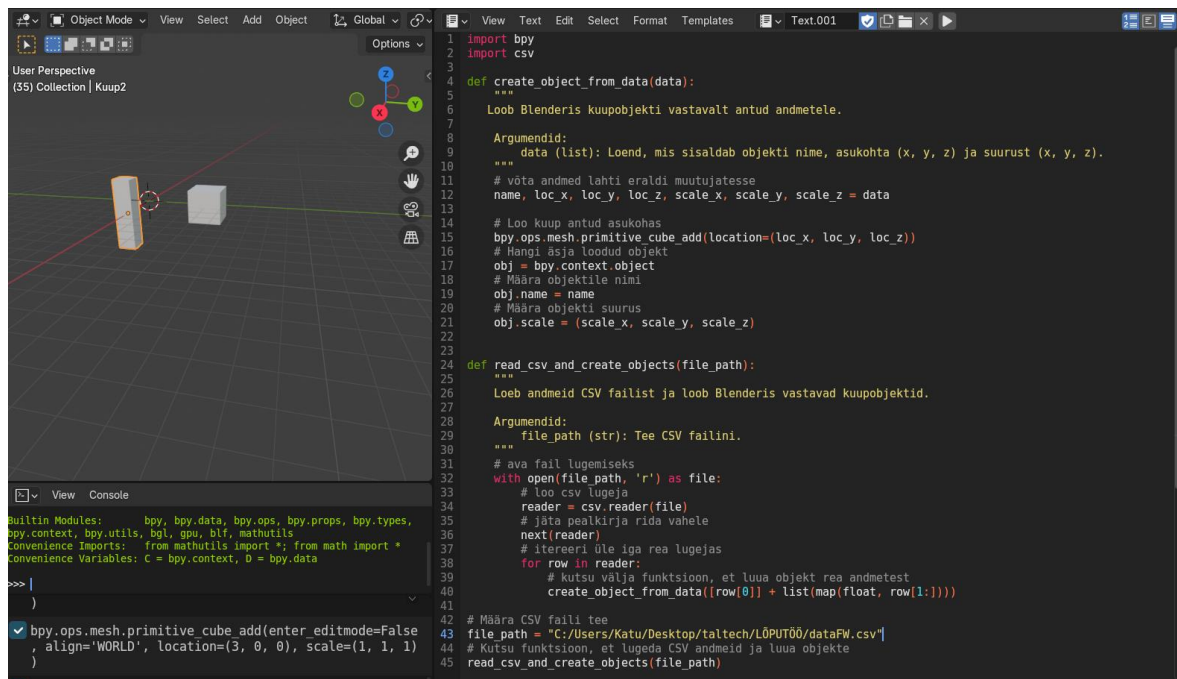 Object Mode View Select Add Object Global
Options
User Perspective
(35) Collection | Kuup2
Z
Y
X
View Console
Builtin Modules: bpy, bpy.data, bpy.ops, bpy.props, bpy.types,
bpy.context, bpy.utils, bgl, gpu, blf, mathutils
Convenience Imports: from mathutils import *; from math import *
Convenience Variables: C = bpy.context, D = bpy.data
>>>
)
bpy.ops.mesh.primitive_cube_add(enter_editmode=False
, align='WORLD', location=(3, 0, 0), scale=(1, 1, 1)
)
View Text Edit Select Format Templates Text.001
1 import bpy
2 import csv
3
4 def create_object_from_data(data):
5 """
6 Loob Blenderis kuupobjekti vastavalt antud andmetele.
7
8 Argumendid:
9 data (list): Loend, mis sisaldab objekti nime, asukohta (x, y, z) ja suurust (x, y, z).
10 """
11 # võta andmed lahti eraldi muutujatesse
12 name, loc_x, loc_y, loc_z, scale_x, scale_y, scale_z = data
13
14 # Loo kuup antud asukohas
15 bpy.ops.mesh.primitive_cube_add(location=(loc_x, loc_y, loc_z))
16 # Hangi äsja loodud objekt
17 obj = bpy.context.object
18 # Määra objektile nimi
19 obj.name = name
20 # Määra objekti suurus
21 obj.scale = (scale_x, scale_y, scale_z)
22
23
24 def read_csv_and_create_objects(file_path):
25 """
26 Loeb andmeid CSV failist ja loob Blenderis vastavad kuupobjektid.
27
28 Argumendid:
29 file_path (str): Tee CSV failini.
30 """
31 # ava fail lugemiseks
32 with open(file_path, 'r') as file:
33 # loo csv lugeja
34 reader = csv.reader(file)
35 # jäta pealkirja rida vahele
36 next(reader)
37 # itereeri üle iga rea lugejas
38 for row in reader:
39 # kutsu välja funktsioon, et luua objekt rea andmetest
40 create_object_from_data([row[0]] + list(map(float, row[1:])))
41
42 # Määra CSV faili tee
43 file_path = "C:/Users/Katu/Desktop/taltech/LÕPUTÖÖ/dataFW.csv"
44 # Kutsu funktsioon, et lugeda CSV andmeid ja luua objekte
45 read_csv_and_create_objects(file_path)